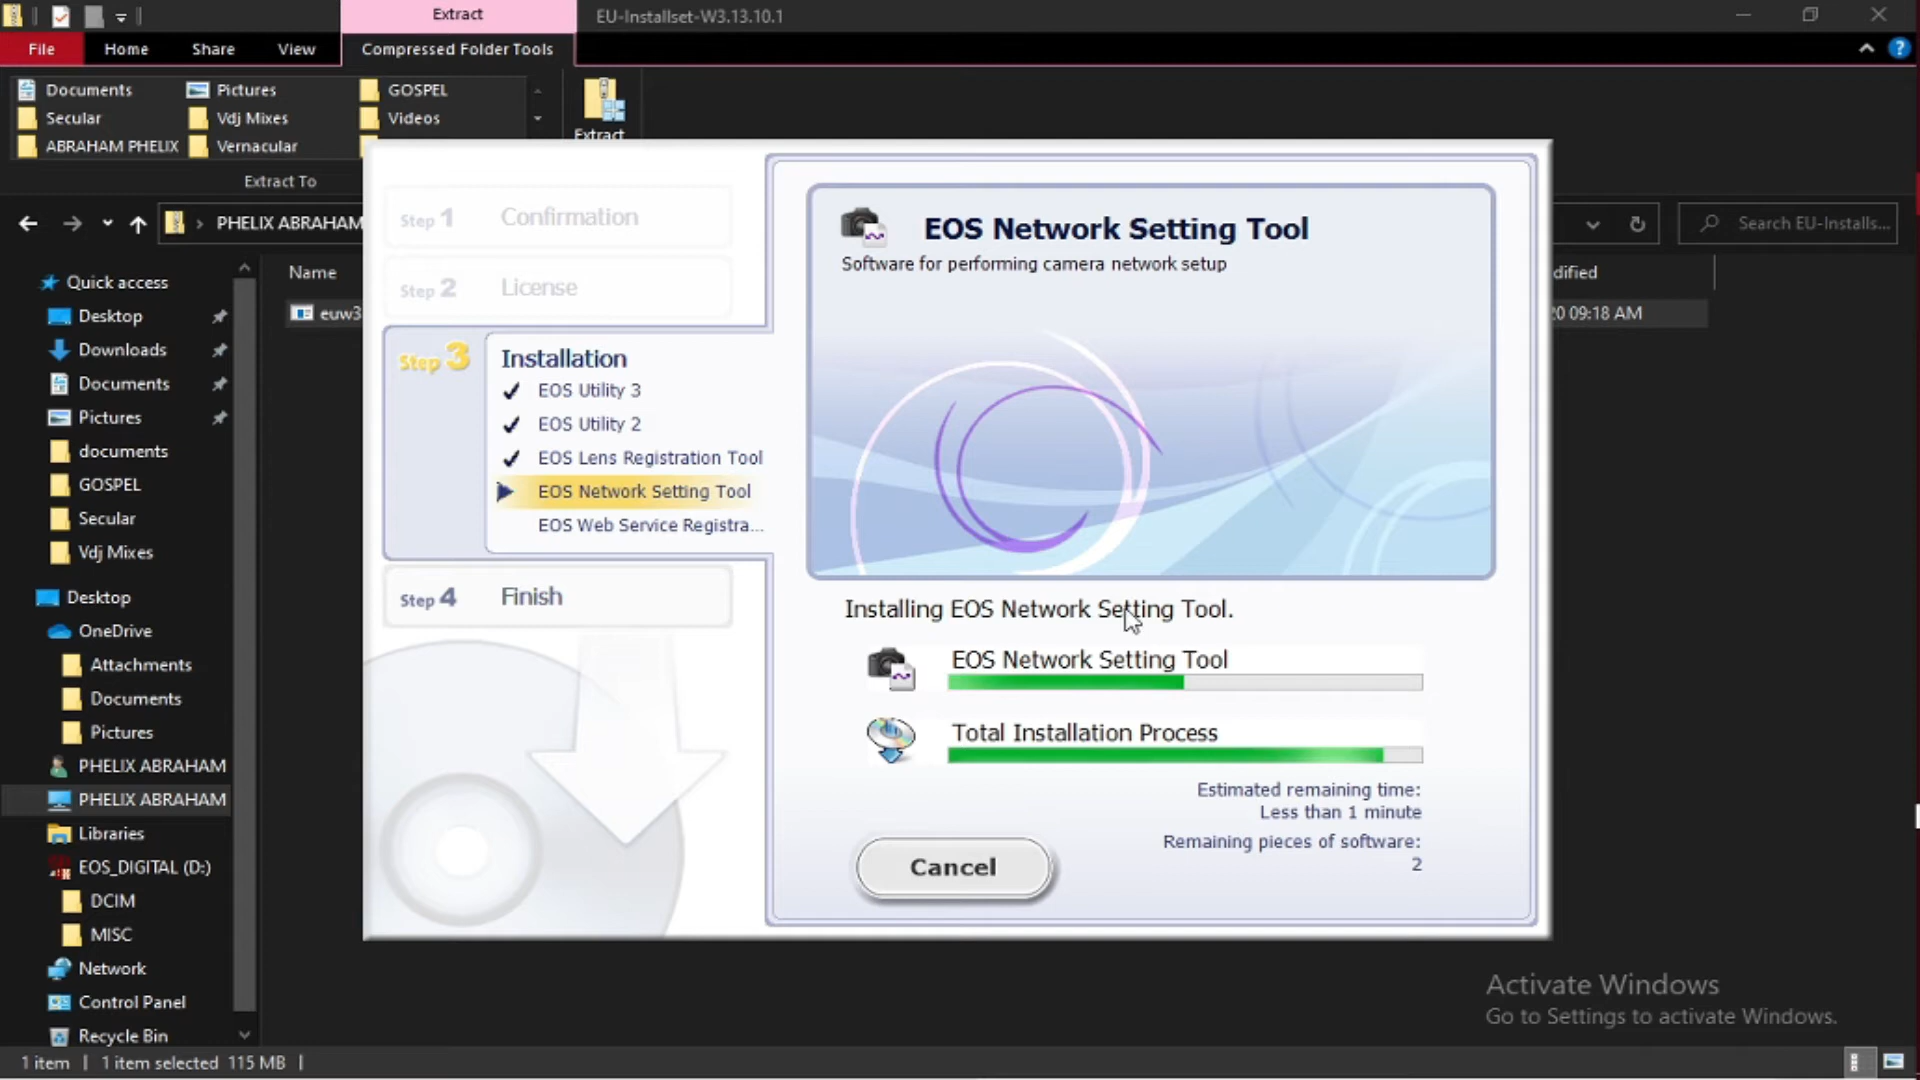 Extract
EU-Installset-W3.13.10.1
File
Home
Share
View
Compressed Folder Tools
Documents
Pictures
GOSPEL
Secular
Vdj Mixes
Videos
ABRAHAM PHELIX
Vernacular
Extract
Extract To
PHELIX ABRAHAM
Search EU-Installs...
Name
dified
euw3
20 09:18 AM
Quick access
Desktop
Downloads
Documents
Pictures
documents
GOSPEL
Secular
Vdj Mixes
Desktop
OneDrive
Attachments
Documents
Pictures
PHELIX ABRAHAM
PHELIX ABRAHAM
Libraries
EOS_DIGITAL (D:)
DCIM
MISC
Network
Control Panel
Recycle Bin
Step 1 Confirmation
Step 2 License
Step 3 Installation
EOS Utility 3
EOS Utility 2
EOS Lens Registration Tool
EOS Network Setting Tool
EOS Web Service Registra...
Step 4 Finish
EOS Network Setting Tool
Software for performing camera network setup
Installing EOS Network Setting Tool.
EOS Network Setting Tool
Total Installation Process
Estimated remaining time:
Less than 1 minute
Remaining pieces of software:
2
Cancel
Activate Windows
Go to Settings to activate Windows.
1 item
1 item selected 115 MB